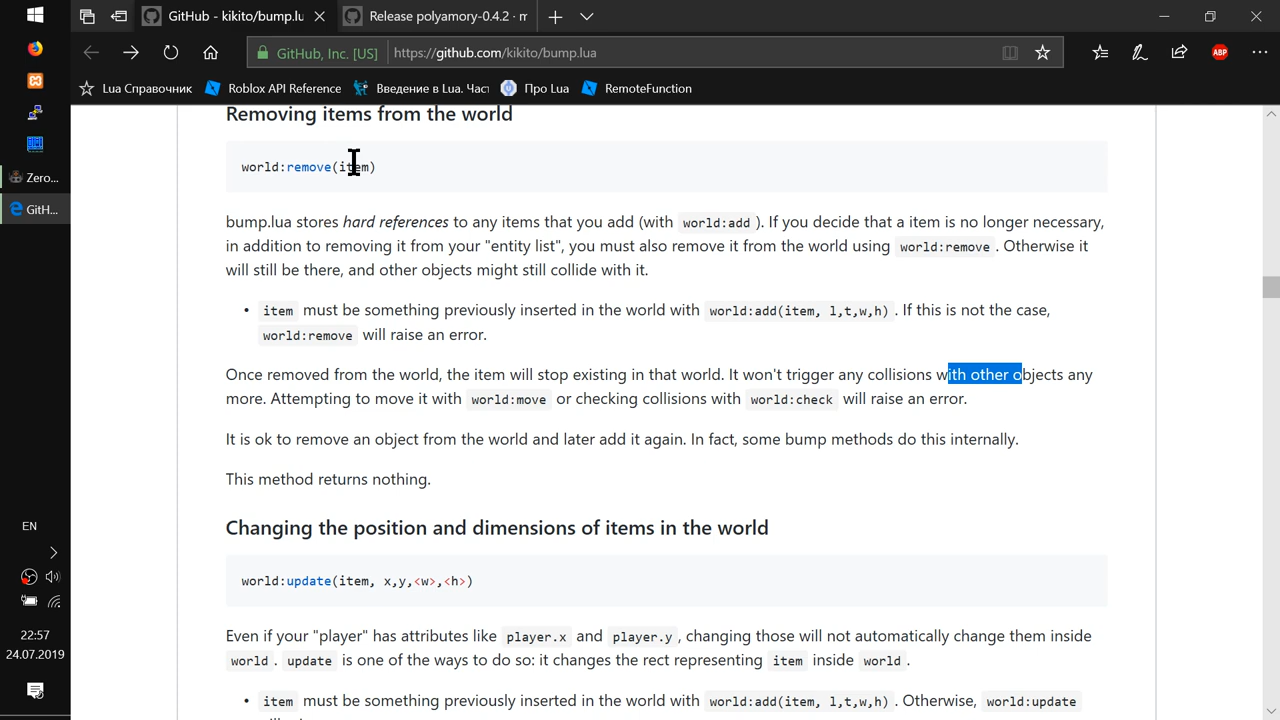 GitHub - kikito/bump.lu
Release polyamory-0.4.2 · r
GitHub, Inc. [US]
https://github.com/kikito/bump.lua
ABP
Lua Справочник
Roblox API Reference
Введение в Lua. Част
Про Lua
RemoteFunction
Zero...
GitH...
EN
22:57
24.07.2019
Removing items from the world
world:remove(item)
bump.lua stores hard references to any items that you add (with world:add ). If you decide that a item is no longer necessary,
in addition to removing it from your "entity list", you must also remove it from the world using world:remove . Otherwise it
will still be there, and other objects might still collide with it.
• item must be something previously inserted in the world with world:add(item, l,t,w,h) . If this is not the case,
world:remove will raise an error.
Once removed from the world, the item will stop existing in that world. It won't trigger any collisions with other objects any
more. Attempting to move it with world:move or checking collisions with world:check will raise an error.
It is ok to remove an object from the world and later add it again. In fact, some bump methods do this internally.
This method returns nothing.
Changing the position and dimensions of items in the world
world:update(item, x,y,<w>,<h>)
Even if your "player" has attributes like player.x and player.y , changing those will not automatically change them inside
world . update is one of the ways to do so: it changes the rect representing item inside world .
• item must be something previously inserted in the world with world:add(item, l,t,w,h) . Otherwise, world:update